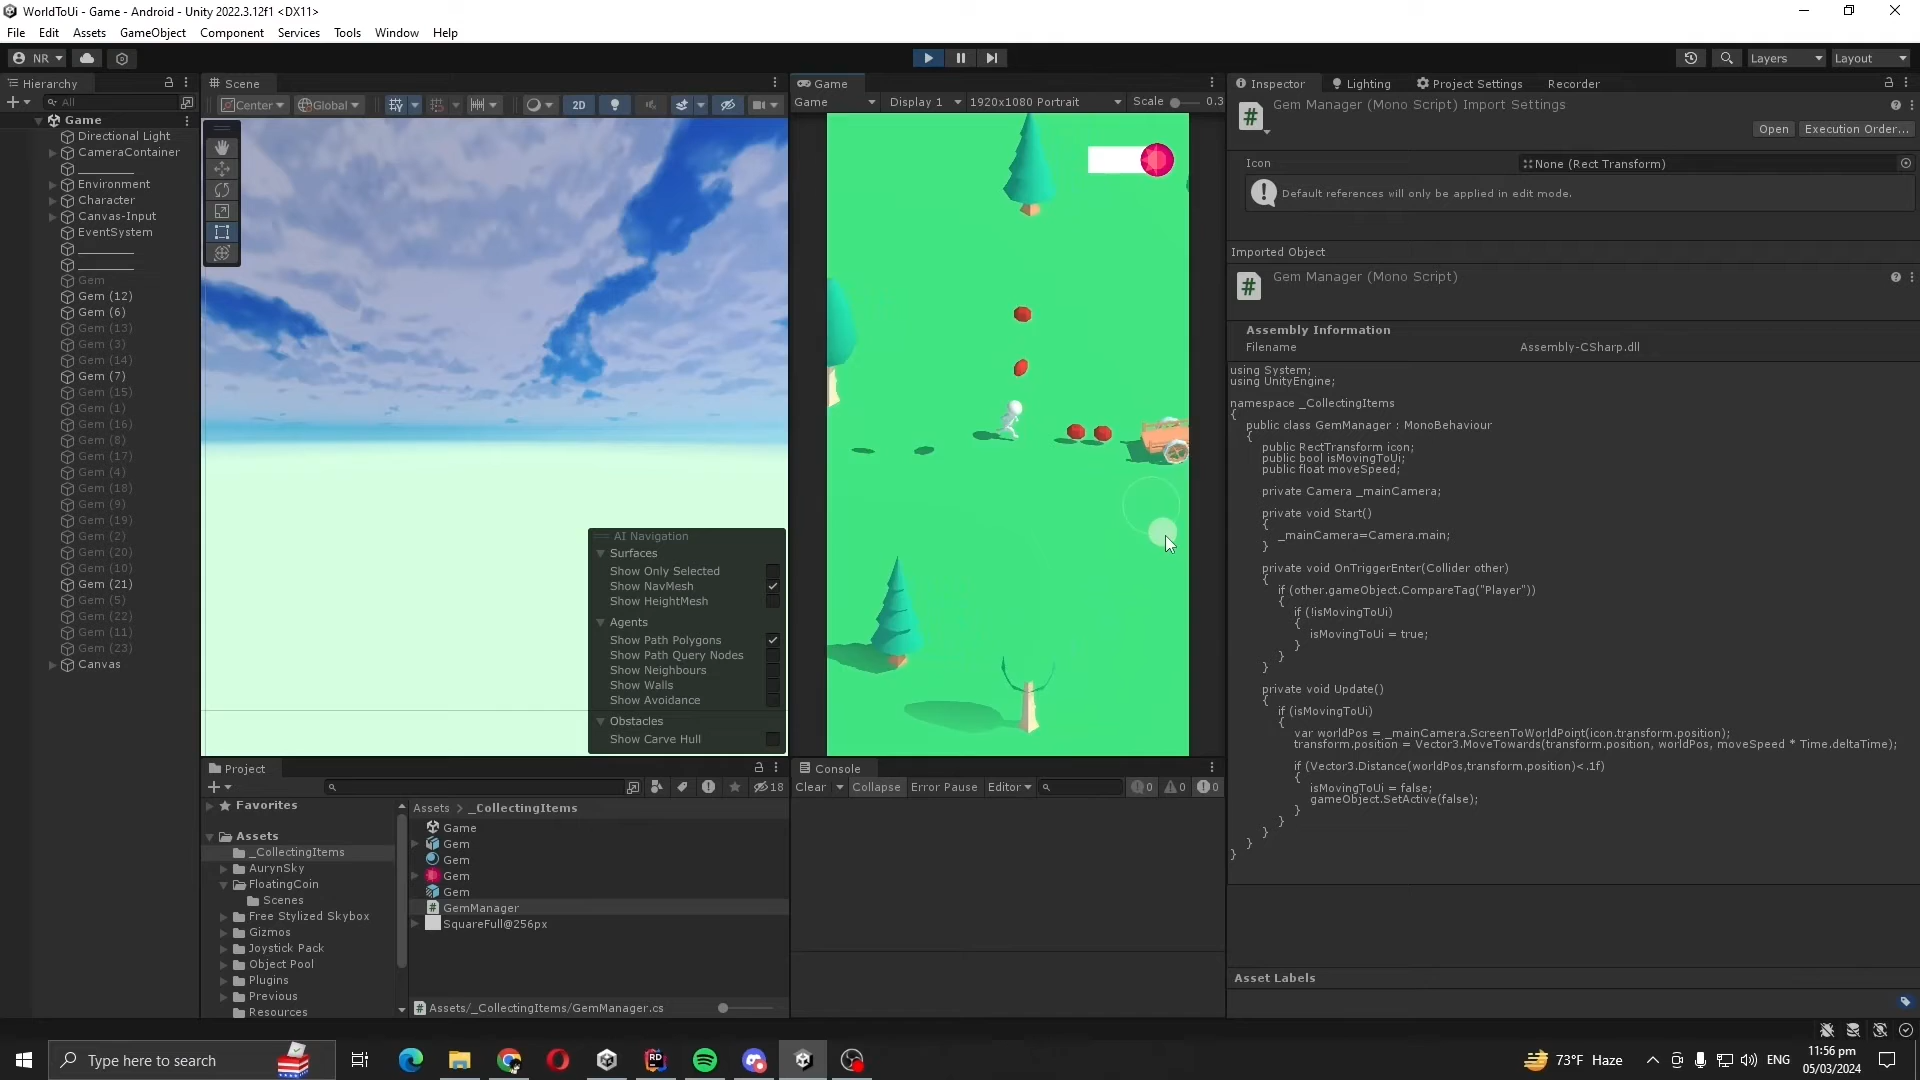 WorldToUi - Game - Android - Unity 2022.3.12f1 <DX11>
File Edit Assets GameObject Component Services Tools Window Help
NR
Layers
Layout
Hierarchy
All
Game
Directional Light
CameraContainer
_________
Environment
Character
Canvas-Input
EventSystem
_________
_________
Gem
Gem (12)
Gem (6)
Gem (13)
Gem (3)
Gem (14)
Gem (7)
Gem (15)
Gem (1)
Gem (16)
Gem (8)
Gem (17)
Gem (4)
Gem (18)
Gem (9)
Gem (19)
Gem (2)
Gem (20)
Gem (10)
Gem (21)
Gem (5)
Gem (22)
Gem (11)
Gem (23)
Canvas
Scene
Center
Global
2D
AI Navigation
Surfaces
Show Only Selected
Show NavMesh
Show HeightMesh
Agents
Show Path Polygons
Show Path Query Nodes
Show Neighbours
Show Walls
Show Avoidance
Obstacles
Show Carve Hull
Game
Game Display 1 1920x1080 Portrait Scale 0.3
Inspector Lighting Project Settings Recorder
Gem Manager (Mono Script) Import Settings
Open Execution Order...
Icon None (Rect Transform)
Default references will only be applied in edit mode.
Imported Object
Gem Manager (Mono Script)
Assembly Information
Filename Assembly-CSharp.dll
using System;
using UnityEngine;
namespace _CollectingItems
{
public class GemManager : MonoBehaviour
{
public RectTransform icon;
public bool isMovingToUi;
public float moveSpeed;
private Camera _mainCamera;
private void Start()
{
_mainCamera=Camera.main;
}
private void OnTriggerEnter(Collider other)
{
if (other.gameObject.CompareTag("Player"))
{
if (!isMovingToUi)
{
isMovingToUi = true;
}
}
}
private void Update()
{
if (isMovingToUi)
{
var worldPos = _mainCamera.ScreenToWorldPoint(icon.transform.position);
transform.position = Vector3.MoveTowards(transform.position, worldPos, moveSpeed * Time.deltaTime);
if (Vector3.Distance(worldPos,transform.position)<.1f)
{
isMovingToUi = false;
gameObject.SetActive(false);
}
}
}
}
}
Asset Labels
Project
18
Favorites
Assets
_CollectingItems
AurynSky
FloatingCoin
Scenes
Free Stylized Skybox
Gizmos
Joystick Pack
Object Pool
Plugins
Previous
Resources
Assets > _CollectingItems
Game
Gem
Gem
Gem
Gem
GemManager
SquareFull@256px
Assets/_CollectingItems/GemManager.cs
Console
Clear Collapse Error Pause Editor 0 0 0
Type here to search
73°F Haze
ENG
11:56 pm
05/03/2024